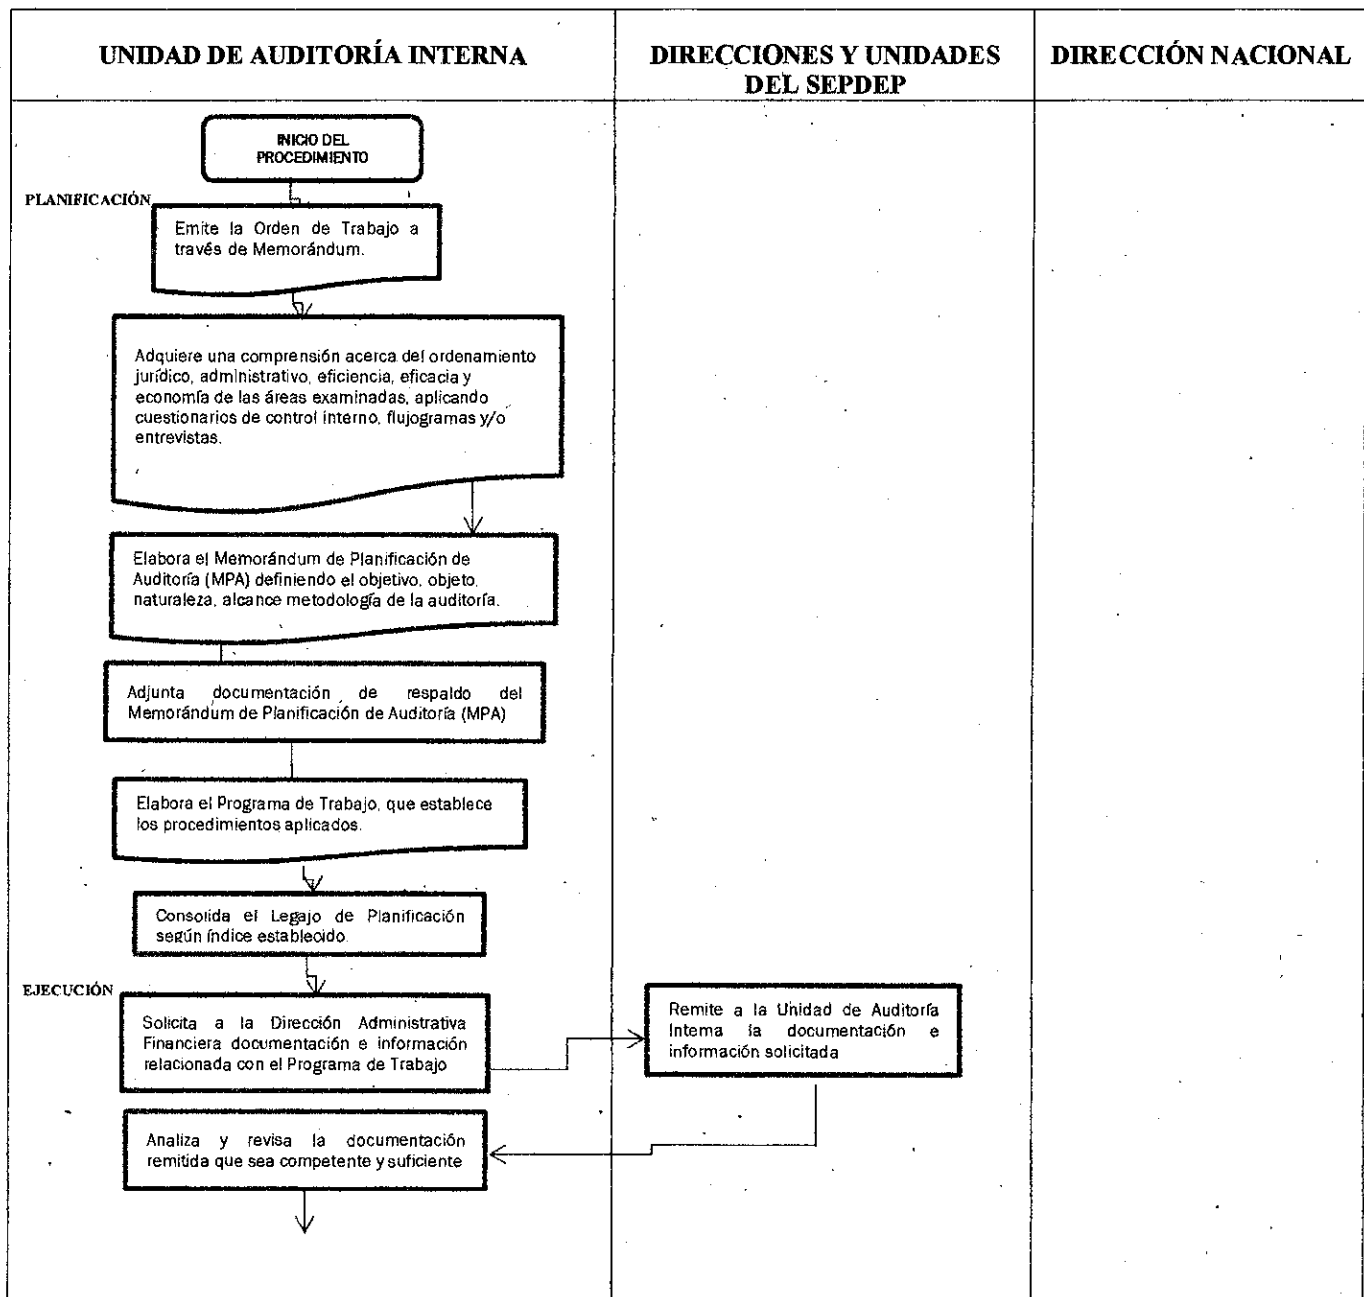 UNIDAD DE AUDITORÍA INTERNA
DIRECCIONES Y UNIDADES
DEL SEPDEP
DIRECCIÓN NACIONAL
INICIO DEL
PROCEDIMIENTO
PLANIFICACIÓN
Emite la Orden de Trabajo a
través de Memorándum.
Adquiere una comprensión acerca del ordenamiento
jurídico, administrativo, eficiencia, eficacia y
economía de las áreas examinadas, aplicando
cuestionarios de control interno, flujogramas y/o
entrevistas.
Elabora el Memorándum de Planificación de
Auditoría (MPA) definiendo el objetivo, objeto,
naturaleza, alcance metodología de la auditoría.
Adjunta documentación de respaldo del
Memorándum de Planificación de Auditoría (MPA)
Elabora el Programa de Trabajo, que establece
los procedimientos aplicados.
Consolida el Legajo de Planificación
según índice establecido.
EJECUCIÓN
Solicita a la Dirección Administrativa
Financiera documentación e información
relacionada con el Programa de Trabajo
Remite a la Unidad de Auditoría
Interna la documentación e
información solicitada
Analiza y revisa la documentación
remitida que sea competente y suficiente